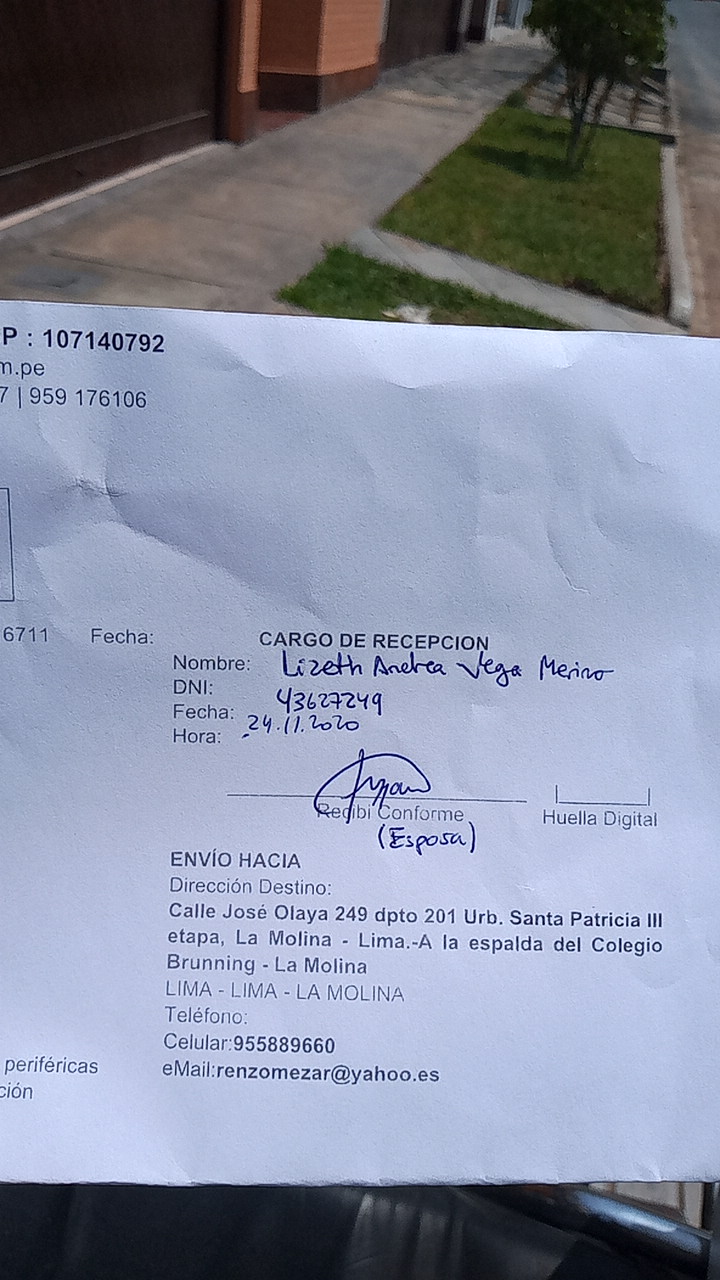 P : 107140792
m.pe
7 | 959 176106
6711 Fecha:
CARGO DE RECEPCION
Nombre: Lizeth Andrea Vega Merino
DNI: 43627249
Fecha: 24.11.2020
Hora:
Recibi Conforme
Huella Digital
(Esposa)
ENVÍO HACIA
Dirección Destino:
Calle José Olaya 249 dpto 201 Urb. Santa Patricia III
etapa, La Molina - Lima.-A la espalda del Colegio
Brunning - La Molina
LIMA - LIMA - LA MOLINA
Teléfono:
Celular:955889660
eMail:renzomezar@yahoo.es
periféricas
ción